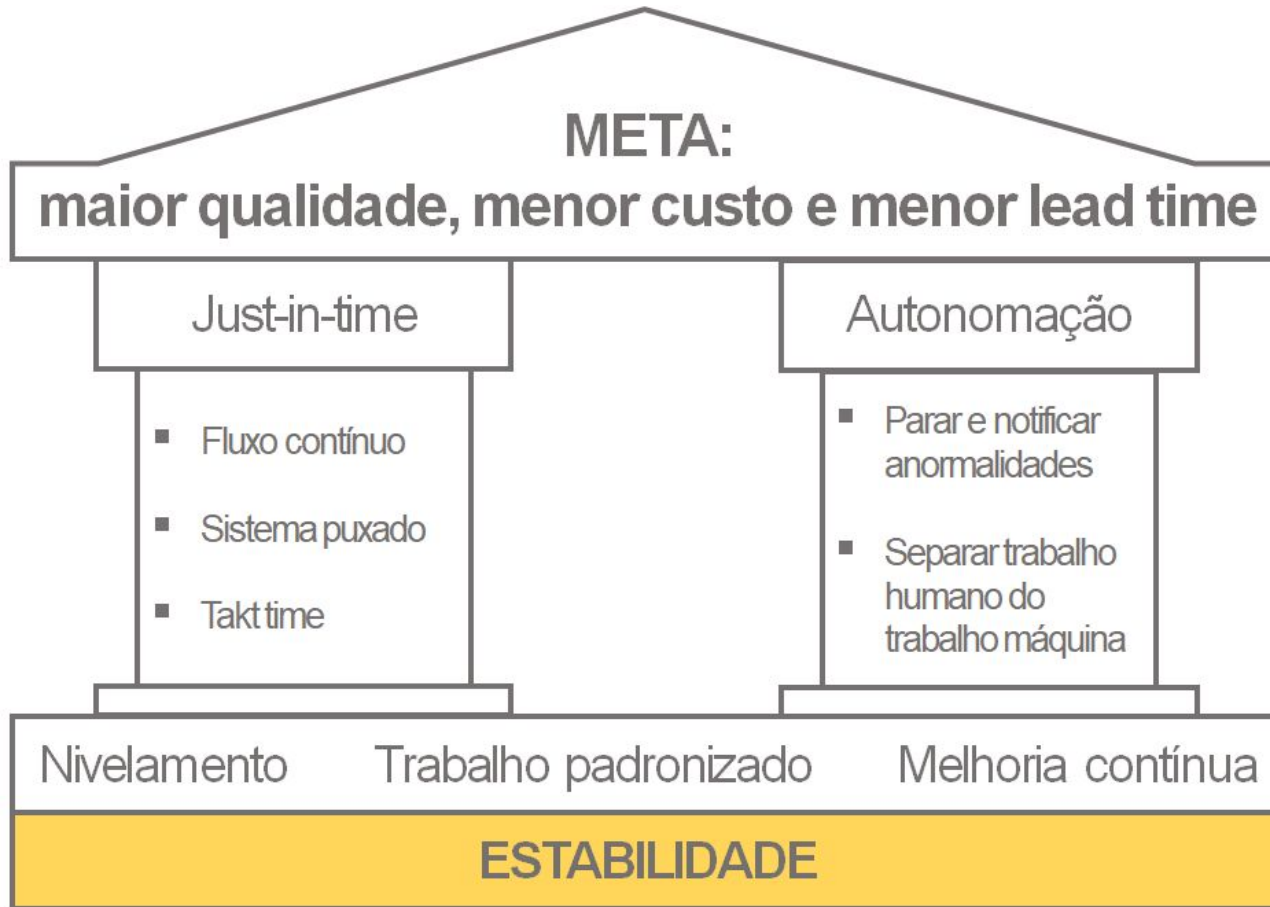 META:
maior qualidade, menor custo e menor lead time
Just-in-time
▪ Fluxo contínuo
▪ Sistema puxado
▪ Takt time
Autonomação
▪ Parar e notificar
anormalidades
▪ Separar trabalho
humano do
trabalho máquina
Nivelamento Trabalho padronizado Melhoria contínua
ESTABILIDADE